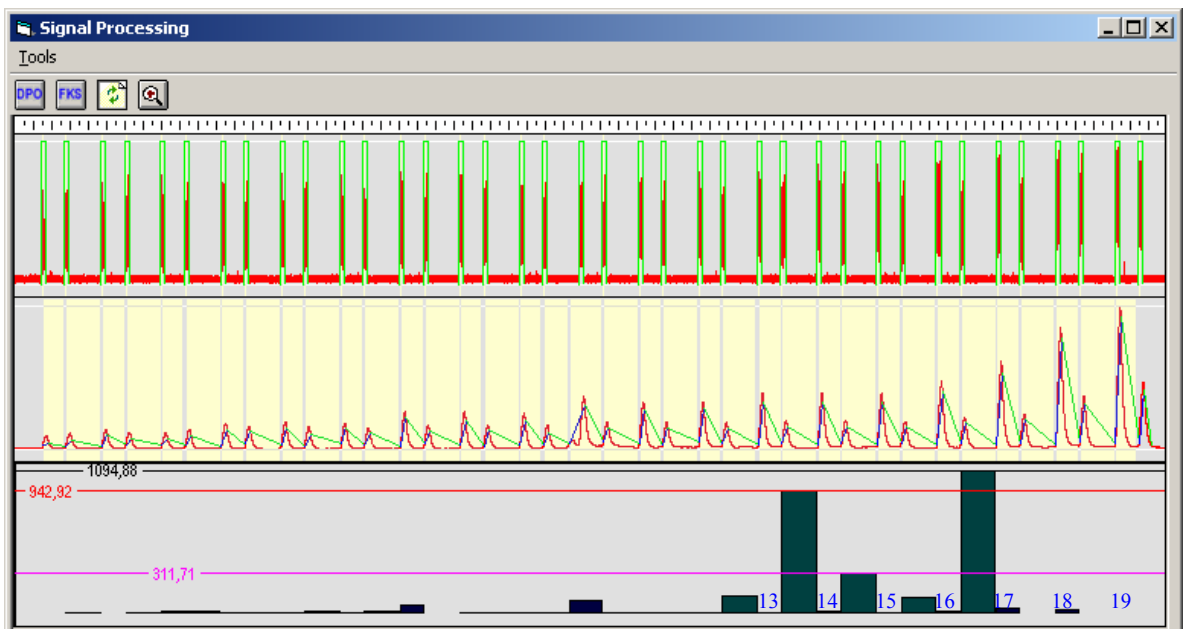 Signal Processing
Tools
DPO FKS
1094,88
942,92
311,71
13 14 15 16 17 18 19